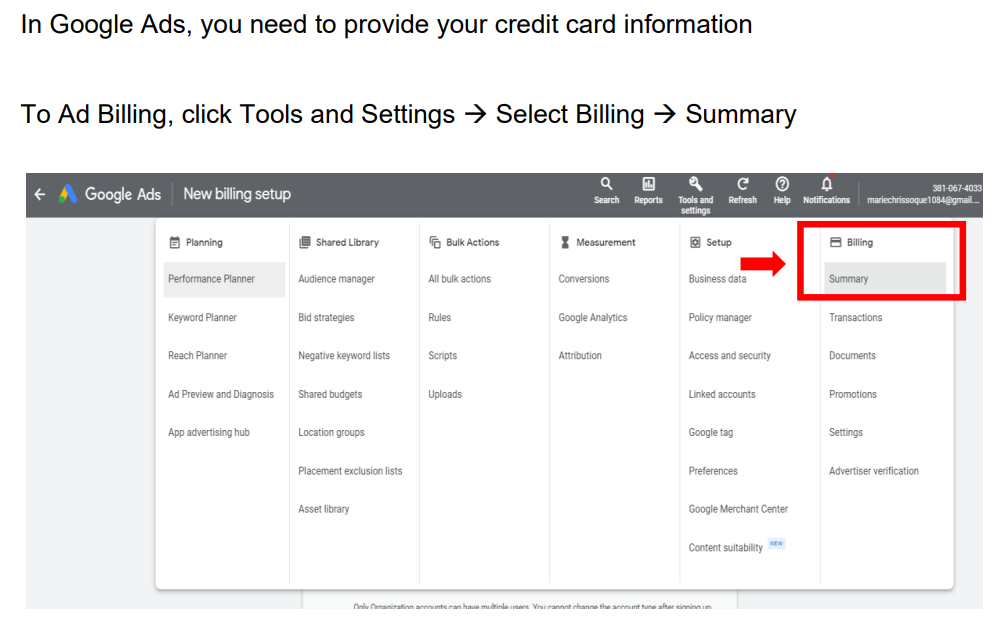 In Google Ads, you need to provide your credit card information
To Ad Billing, click Tools and Settings → Select Billing → Summary
Google Ads
New billing setup
Search
Reports
Tools and
settings
Refresh
Help
Notifications
381-067-4033
mariechrissoque1084@gmail...
Planning
Performance Planner
Keyword Planner
Reach Planner
Ad Preview and Diagnosis
App advertising hub
Shared Library
Audience manager
Bid strategies
Negative keyword lists
Shared budgets
Location groups
Placement exclusion lists
Asset library
Bulk Actions
All bulk actions
Rules
Scripts
Uploads
Measurement
Conversions
Google Analytics
Attribution
Setup
Business data
Policy manager
Access and security
Linked accounts
Google tag
Preferences
Google Merchant Center
Content suitability NEW
Billing
Summary
Transactions
Documents
Promotions
Settings
Advertiser verification
Only Organization accounts can have multiple users. You cannot change the account type after signing up.